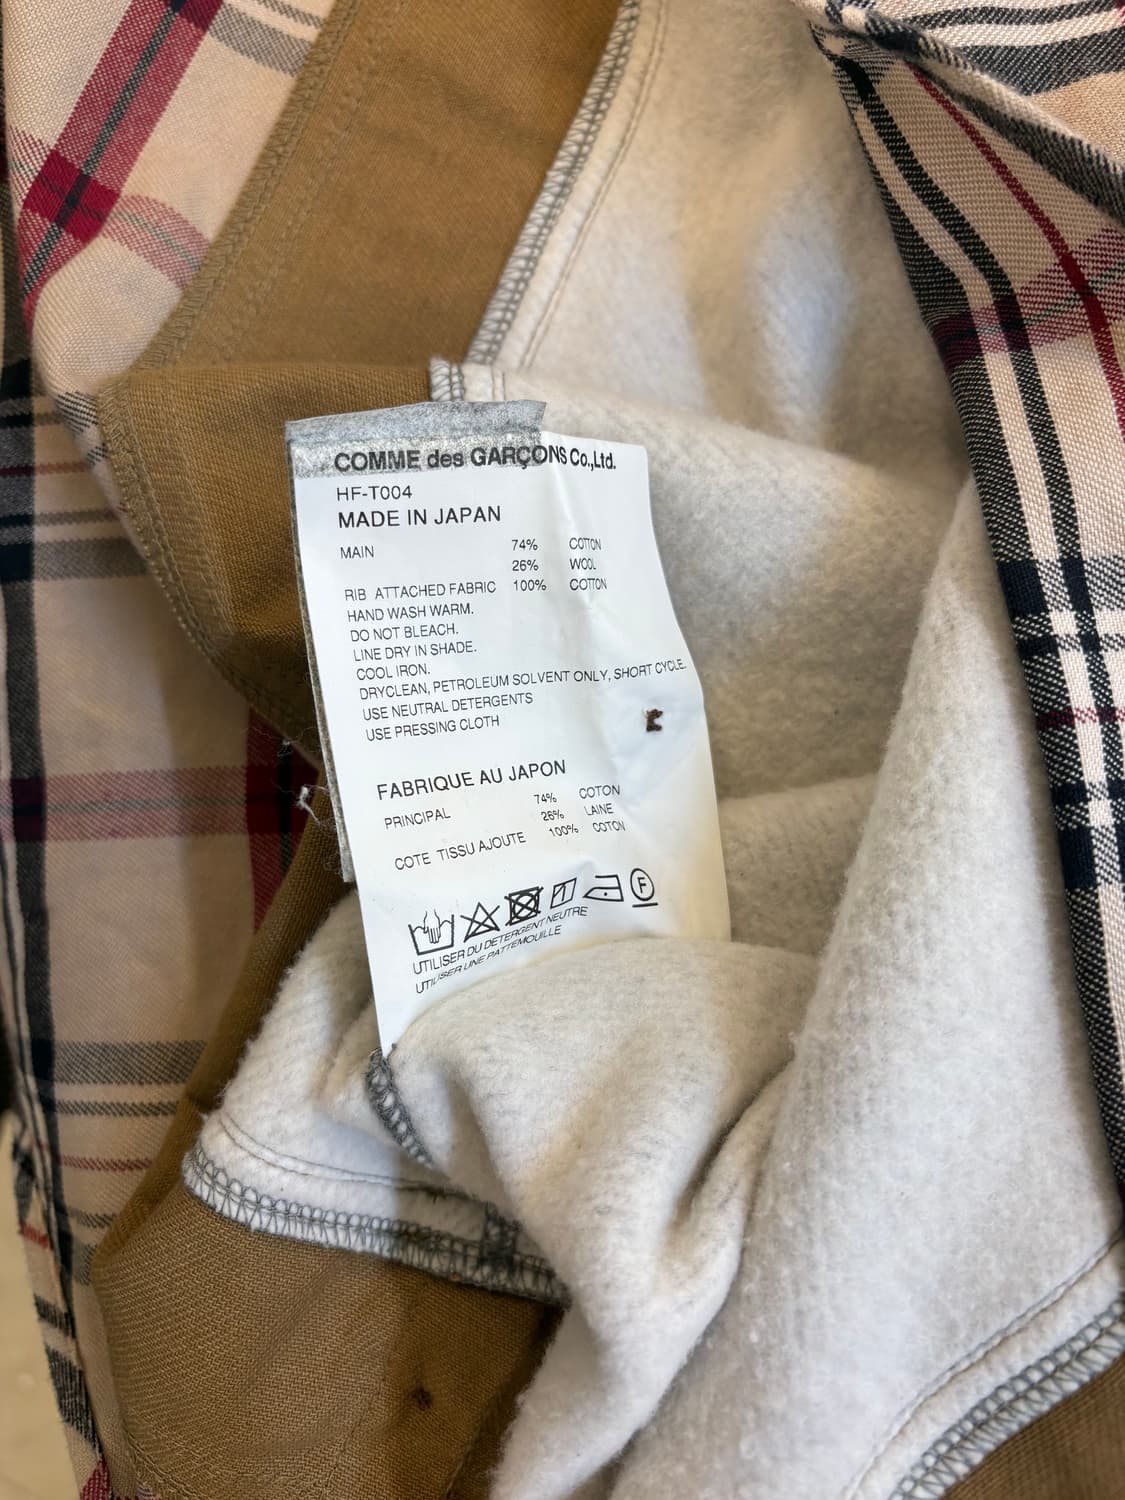 COMME des GARÇONS Co.,Ltd.
HF-T004
MADE IN JAPAN
MAIN 74% COTTON
26% WOOL
RIB ATTACHED FABRIC 100% COTTON
HAND WASH WARM.
DO NOT BLEACH.
LINE DRY IN SHADE.
COOL IRON.
DRYCLEAN, PETROLEUM SOLVENT ONLY, SHORT CYCLE.
USE NEUTRAL DETERGENTS
USE PRESSING CLOTH
FABRIQUE AU JAPON
PRINCIPAL 74% COTON
26% LAINE
COTE TISSU AJOUTE 100% COTON
F
UTILISER DU DETERGENT NEUTRE
UTILISER UNE PATTEMOUILLE